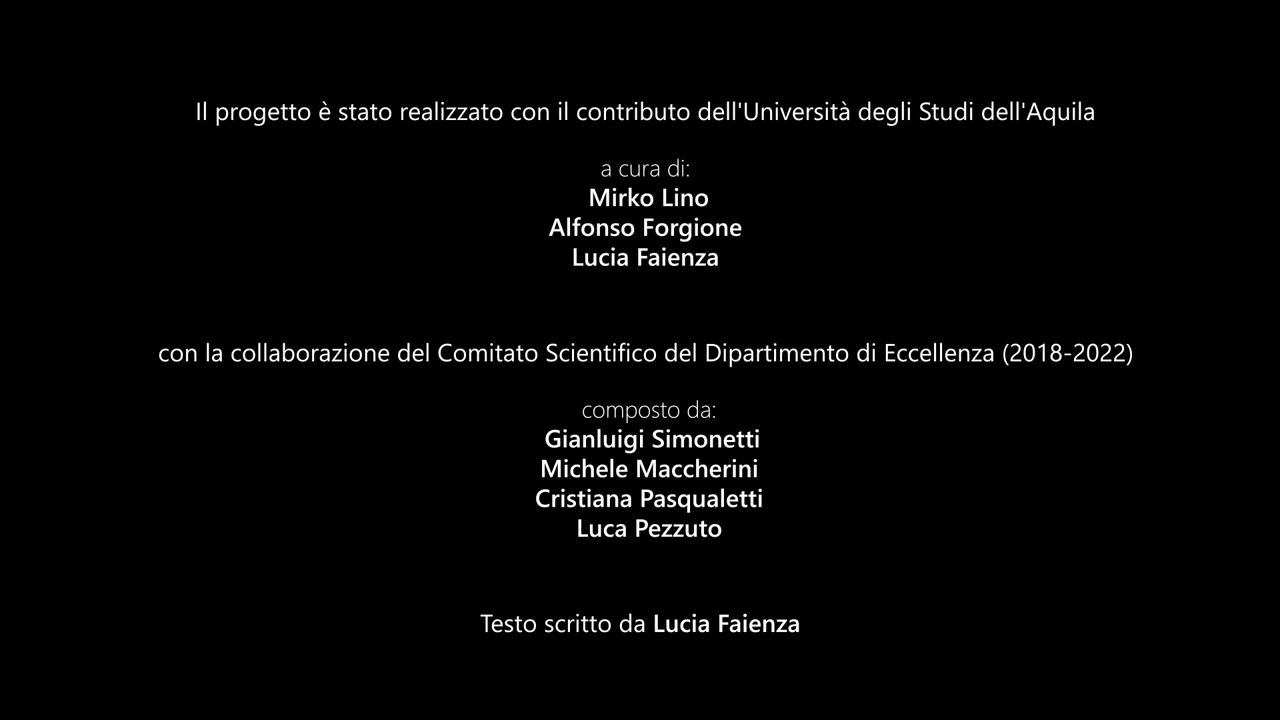 Il progetto è stato realizzato con il contributo dell'Università degli Studi dell'Aquila
a cura di:
Mirko Lino
Alfonso Forgione
Lucia Faienza
con la collaborazione del Comitato Scientifico del Dipartimento di Eccellenza (2018-2022)
composto da:
Gianluigi Simonetti
Michele Maccherini
Cristiana Pasqualetti
Luca Pezzuto
Testo scritto da Lucia Faienza